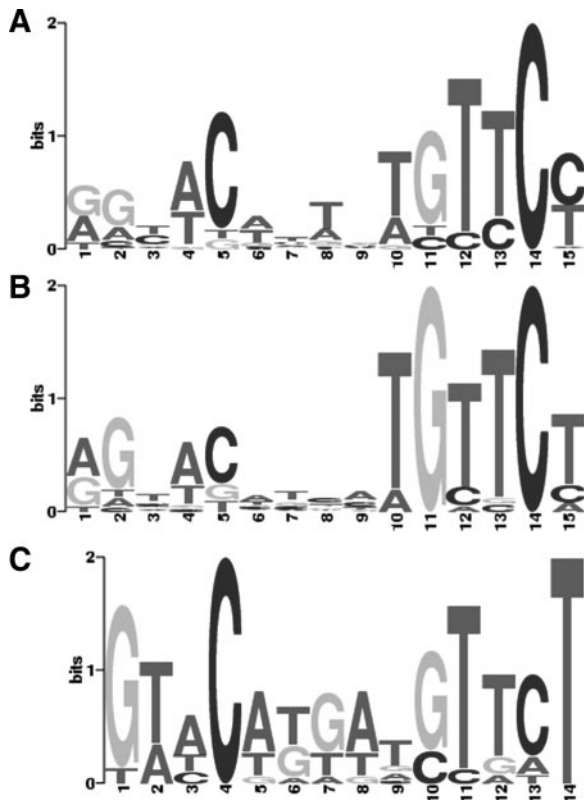 A
2
G G T A C A T T G T T C C
A A C T T T A A T C C T
bits
1
0
1 2 3 4 5 6 7 8 9 10 11 12 13 14 15
B
2
A G T A C A T A T G T T C T
G T G A C C
bits
1
0
1 2 3 4 5 6 7 8 9 10 11 12 13 14 15
C
2
G T A C A T G A T G T T C T
T A T T G T T G C C G A
C G A A G A A T
bits
1
0
1 2 3 4 5 6 7 8 9 10 11 12 13 14